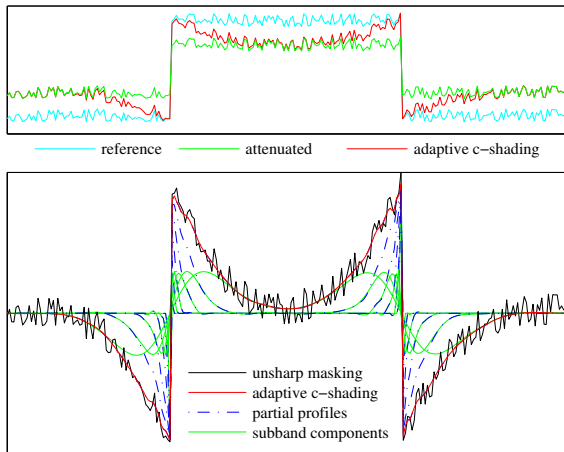 reference attenuated adaptive c-shading
unsharp masking
adaptive c-shading
partial profiles
subband components